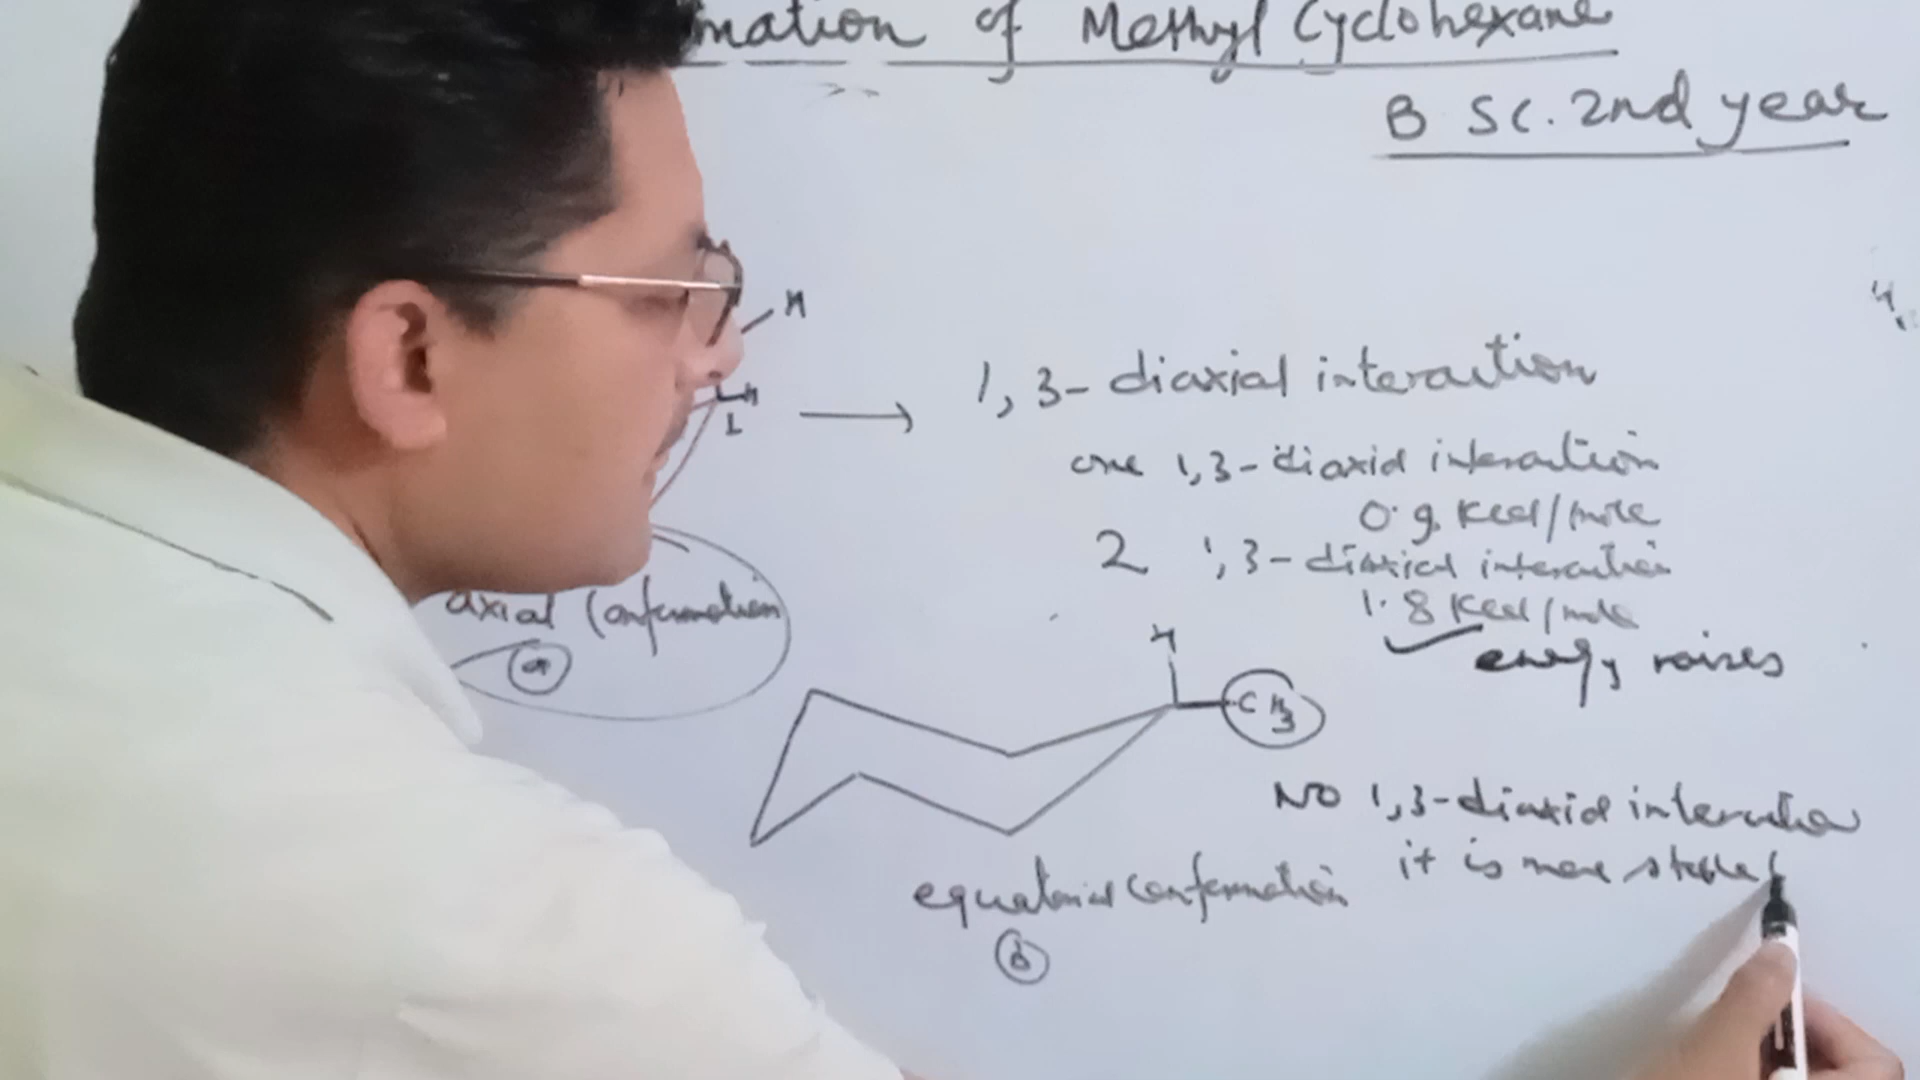 mation of Methyl Cyclohexane
B SC. 2nd year
H
H
1
1, 3- diaxial interaction
one 1,3-diaxial interaction
0.9 Kcal/mole
2 1,3-diaxial interaction
1.8 Kcal/mole
energy raises
axial Conformation
a
H
CH3
NO 1,3-diaxial interaction
it is more stable
equatorial Conformation
b